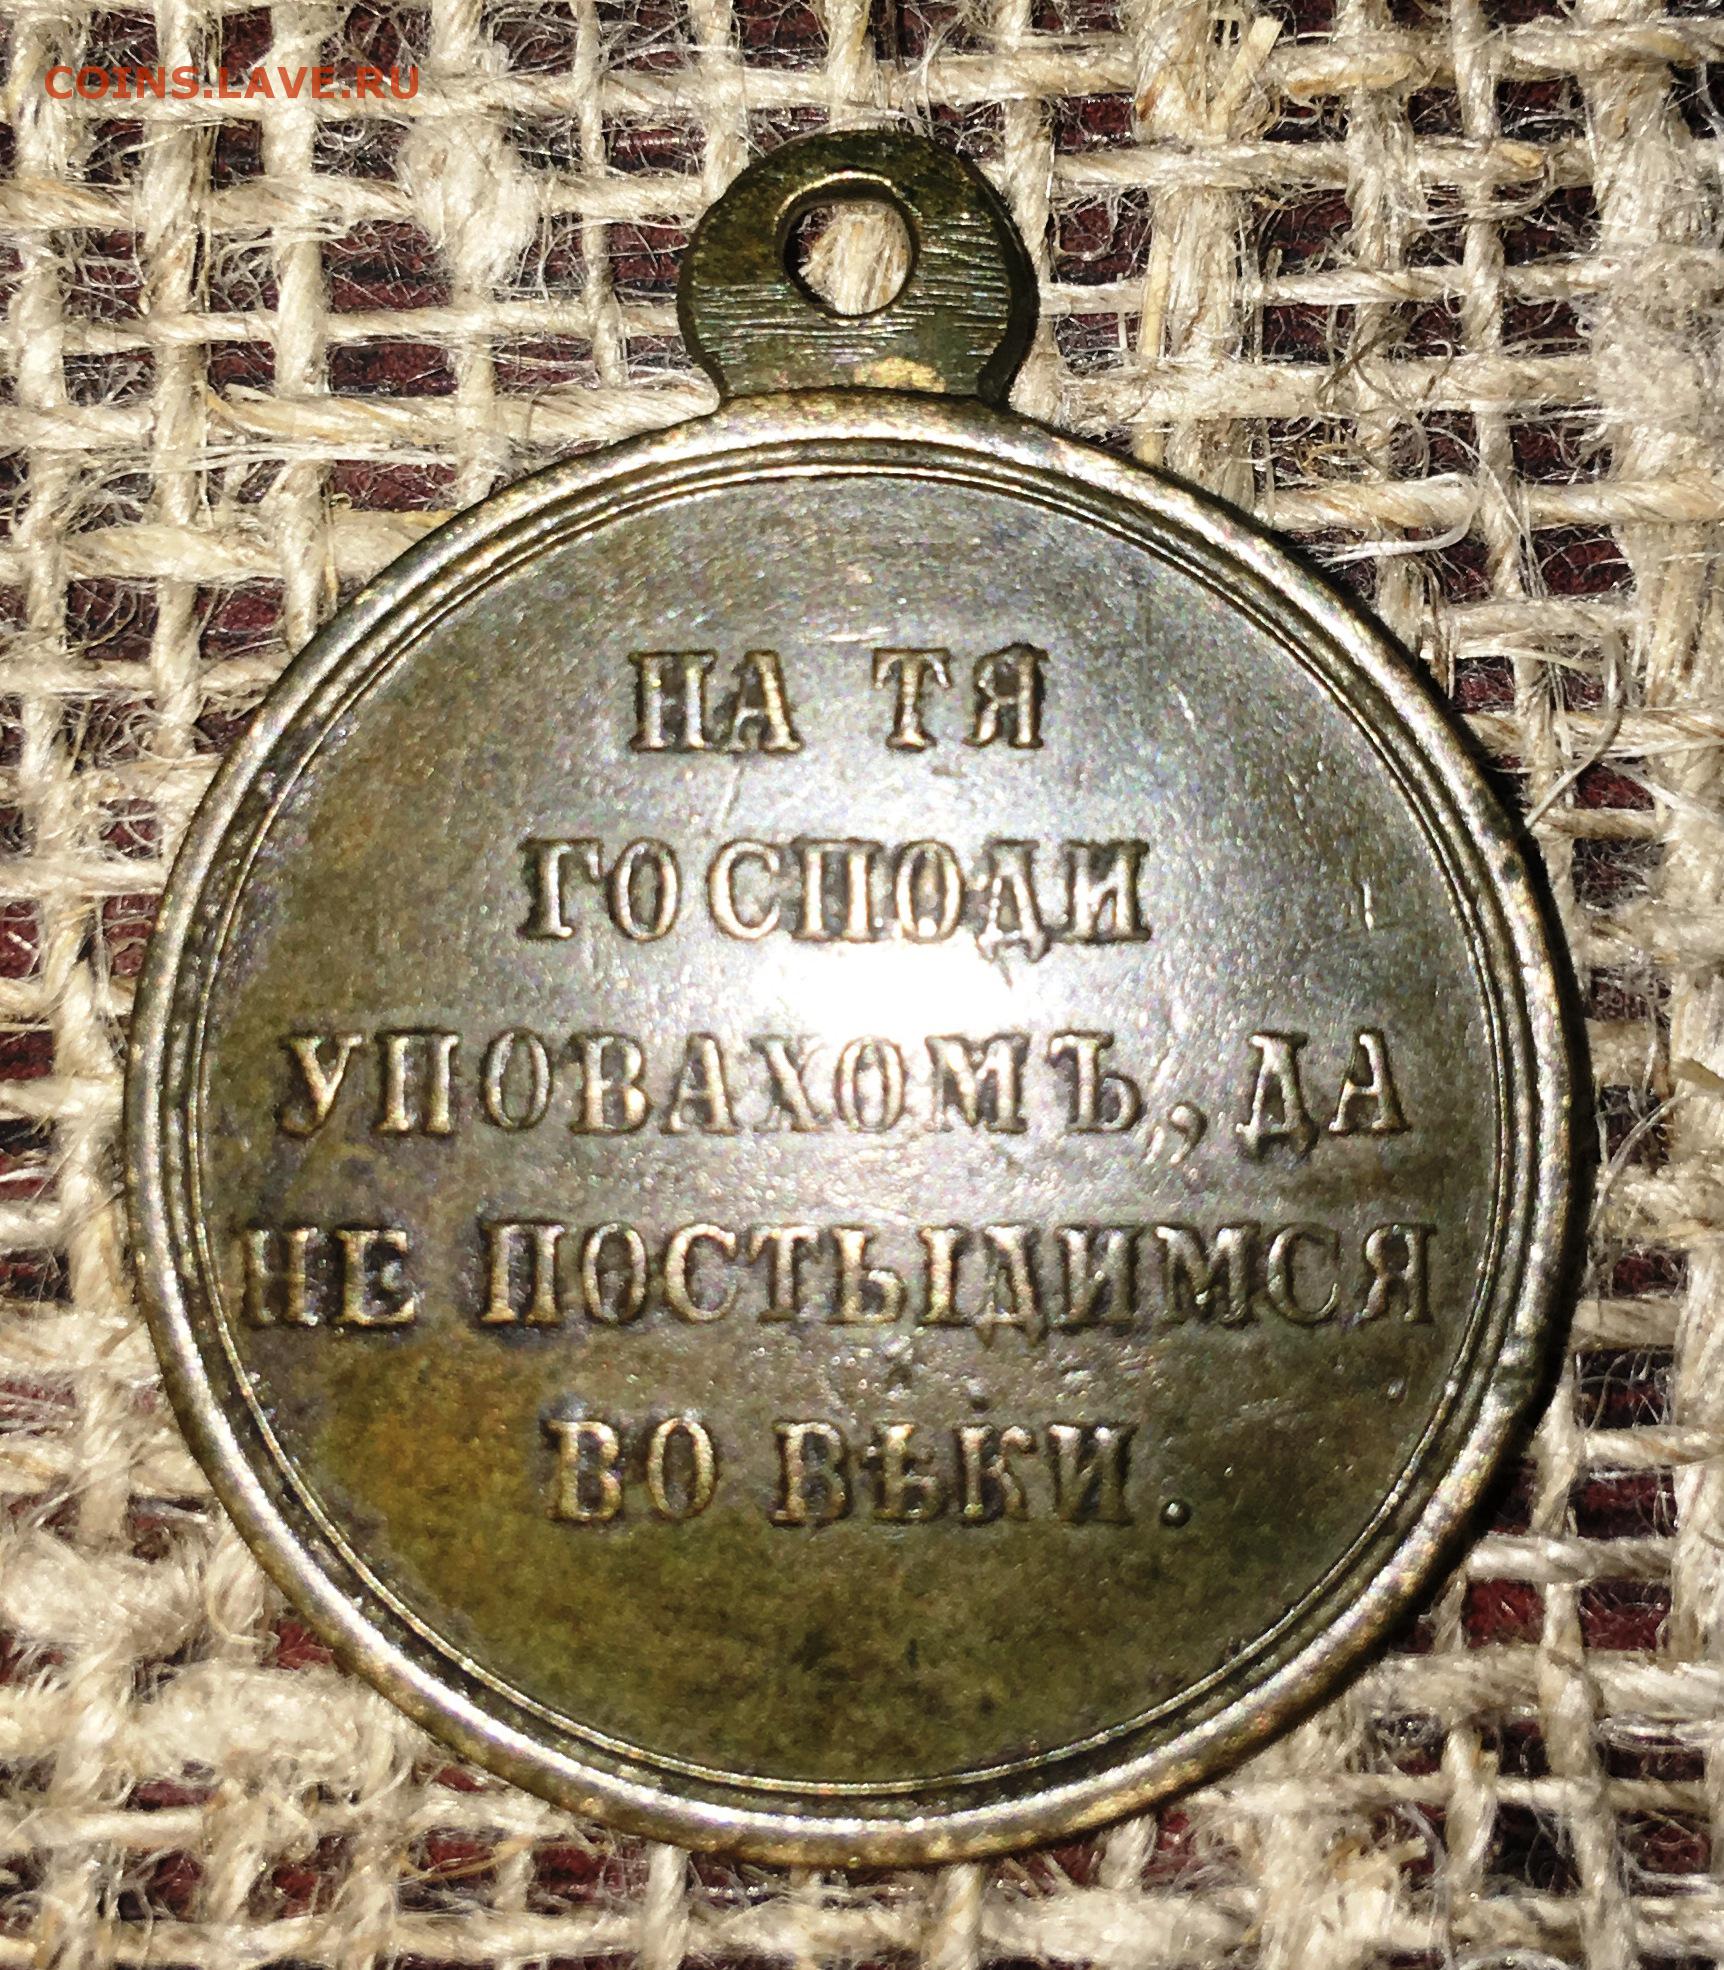 COINS.LAVE.RU
НА ТЯ
ГОСПОДИ
УПОВАХОМЪ, ДА
НЕ ПОСТЫДИМСЯ
ВО ВѢКИ.